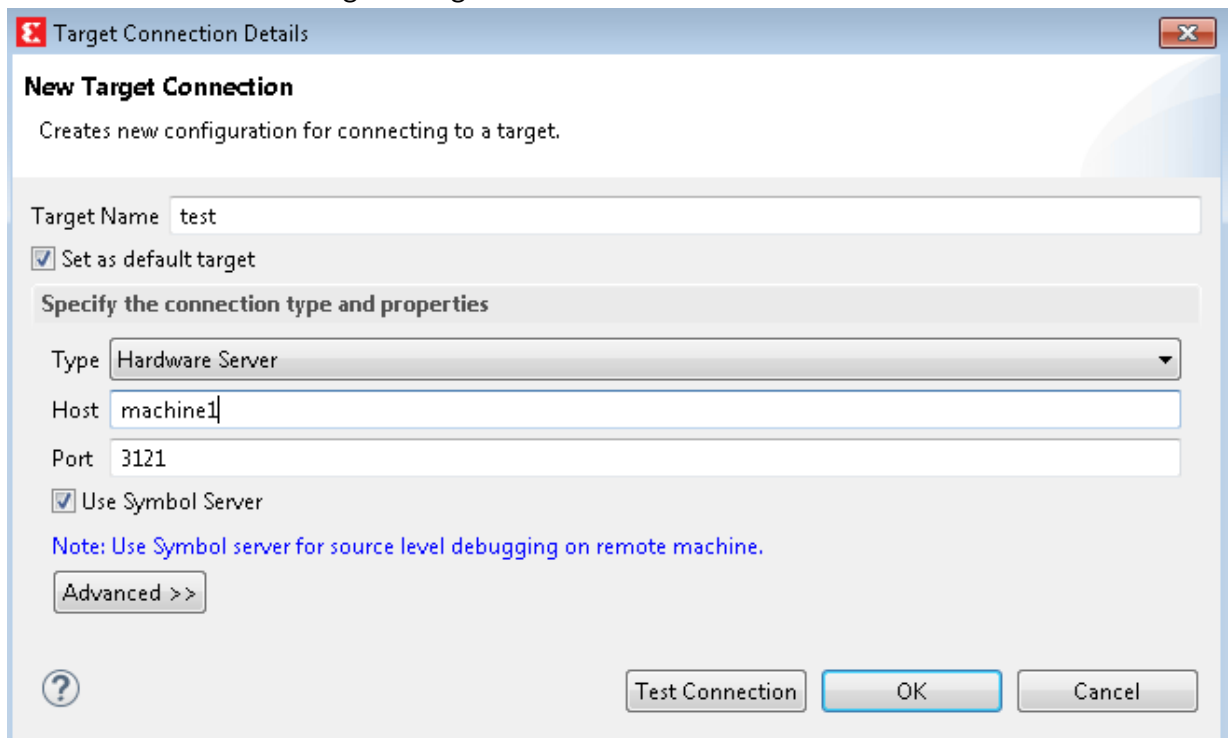 Target Connection Details
New Target Connection
Creates new configuration for connecting to a target.
Target Name test
Set as default target
Specify the connection type and properties
Type Hardware Server
Host machine1
Port 3121
Use Symbol Server
Note: Use Symbol server for source level debugging on remote machine.
Advanced >>
Test Connection OK Cancel